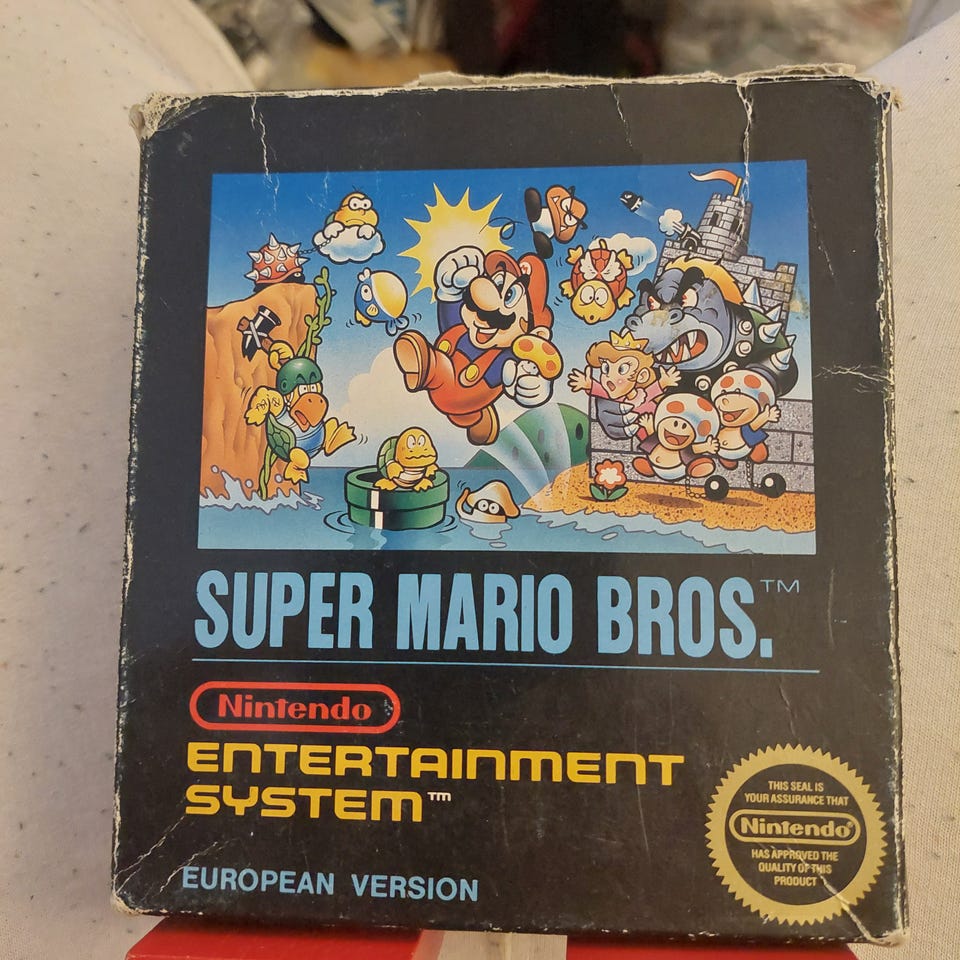 SUPER MARIO BROS.™
Nintendo®
ENTERTAINMENT
SYSTEM™
EUROPEAN VERSION
THIS SEAL IS
YOUR ASSURANCE THAT
Nintendo®
HAS APPROVED THE
QUALITY OF THIS
PRODUCT